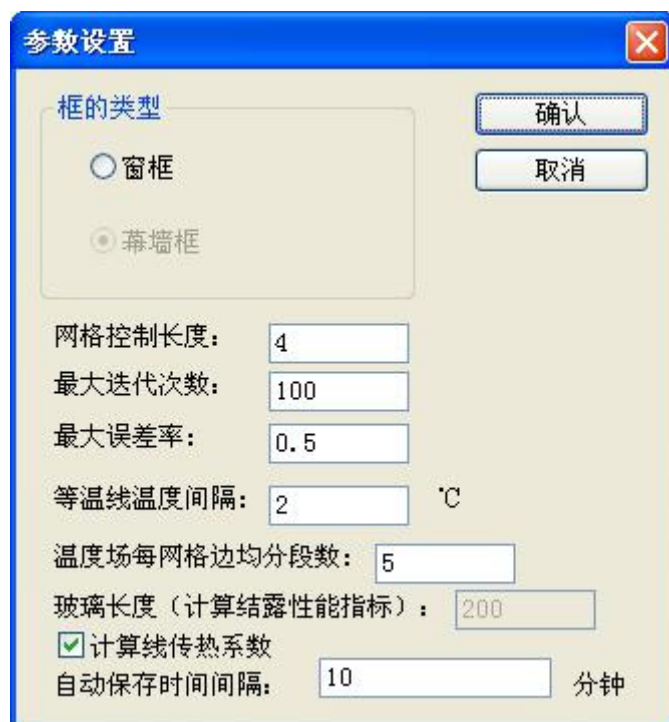 参数设置
框的类型
确认
窗框
取消
幕墙框
网格控制长度： 4
最大迭代次数： 100
最大误差率： 0.5
等温线温度间隔： 2 ℃
温度场每网格边均分段数： 5
玻璃长度（计算结露性能指标）： 200
计算线传热系数
自动保存时间间隔： 10 分钟